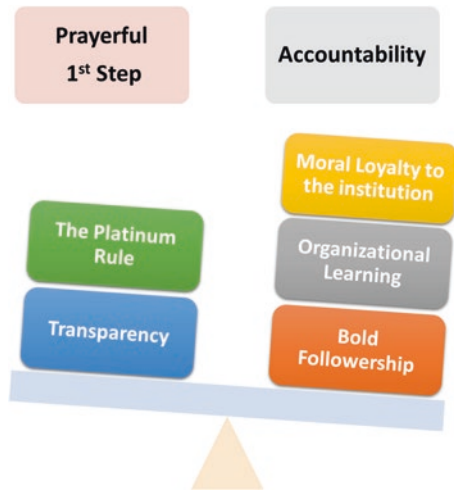 Prayerful
1st Step
Accountability
Moral Loyalty to
the institution
The Platinum
Rule
Organizational
Learning
Transparency
Bold
Followership